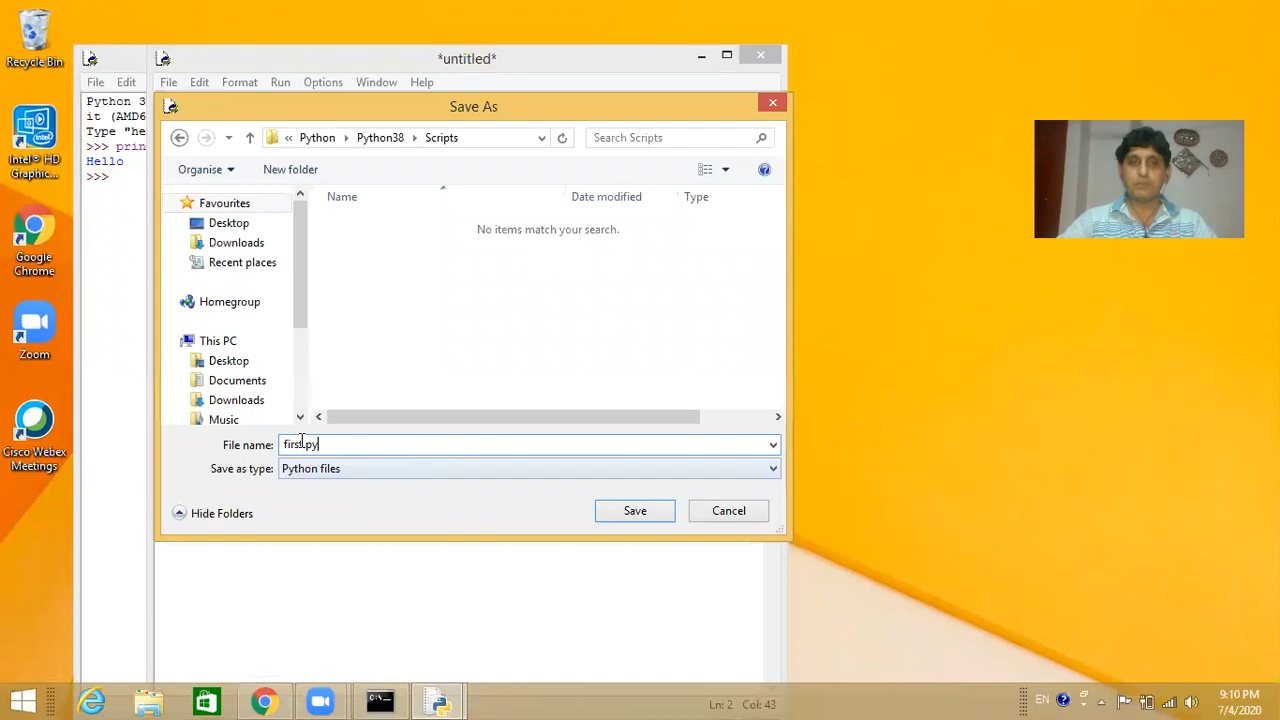 Recycle Bin
Intel® HD
Graphic...
Google
Chrome
Zoom
Cisco Webex
Meetings
File Edit
Python 3
it (AMD6
Type "he
>>> prin
Hello
>>>
*untitled*
File Edit Format Run Options Window Help
Save As
« Python Python38 Scripts
Search Scripts
Organise New folder
Name Date modified Type
No items match your search.
Favourites
Desktop
Downloads
Recent places
Homegroup
This PC
Desktop
Documents
Downloads
Music
File name: first.py
Save as type: Python files
Hide Folders
Save Cancel
Ln: 2 Col: 43
EN
9:10 PM
7/4/2020